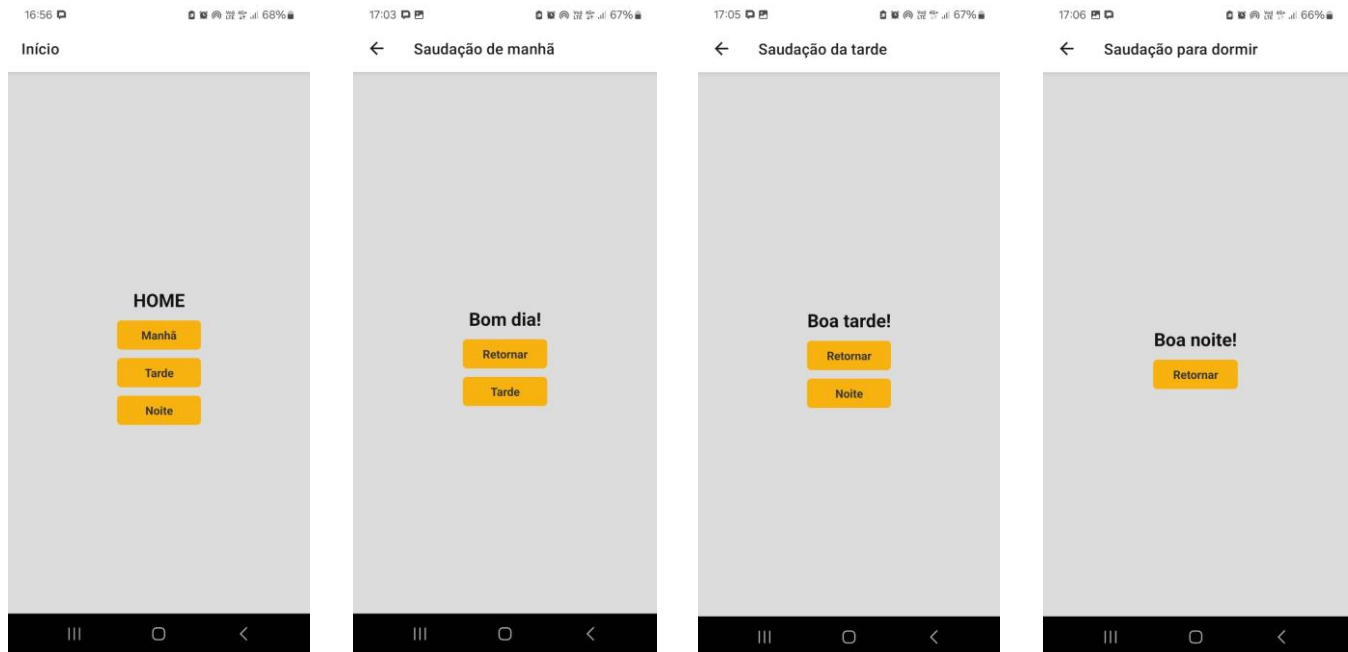 16:56
68%
Início
HOME
Manhã
Tarde
Noite
17:03
67%
Saudação de manhã
Bom dia!
Retornar
Tarde
17:05
67%
Saudação da tarde
Boa tarde!
Retornar
Noite
17:06
66%
Saudação para dormir
Boa noite!
Retornar